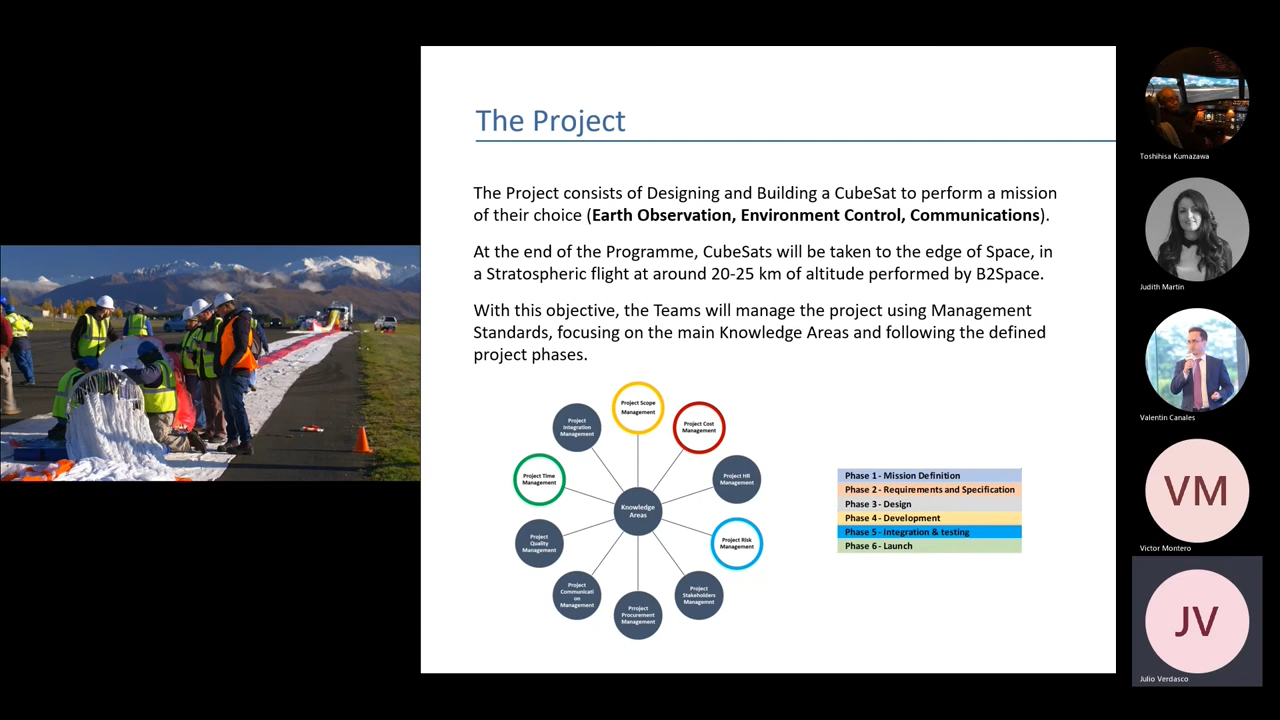 The Project
The Project consists of Designing and Building a CubeSat to perform a mission
of their choice (Earth Observation, Environment Control, Communications).
At the end of the Programme, CubeSats will be taken to the edge of Space, in
a Stratospheric flight at around 20-25 km of altitude performed by B2Space.
With this objective, the Teams will manage the project using Management
Standards, focusing on the main Knowledge Areas and following the defined
project phases.
Project Scope
Management
Project Cost
Management
Project HR
Management
Project Risk
Management
Project
Stakeholders
Managemnt
Project
Procurement
Management
Project
Communicati
on
Management
Project
Quality
Management
Project Time
Management
Project
Integration
Management
Knowledge
Areas
Phase 1 - Mission Definition
Phase 2 - Requirements and Specification
Phase 3 - Design
Phase 4 - Development
Phase 5 - Integration & testing
Phase 6 - Launch
Toshihisa Kumazawa
Judith Martin
Valentin Canales
VM
Victor Montero
JV
Julio Verdasco